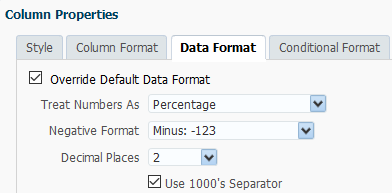 Column Properties
Style Column Format Data Format Conditional Format
Override Default Data Format
Treat Numbers As Percentage
Negative Format Minus: -123
Decimal Places 2
Use 1000's Separator